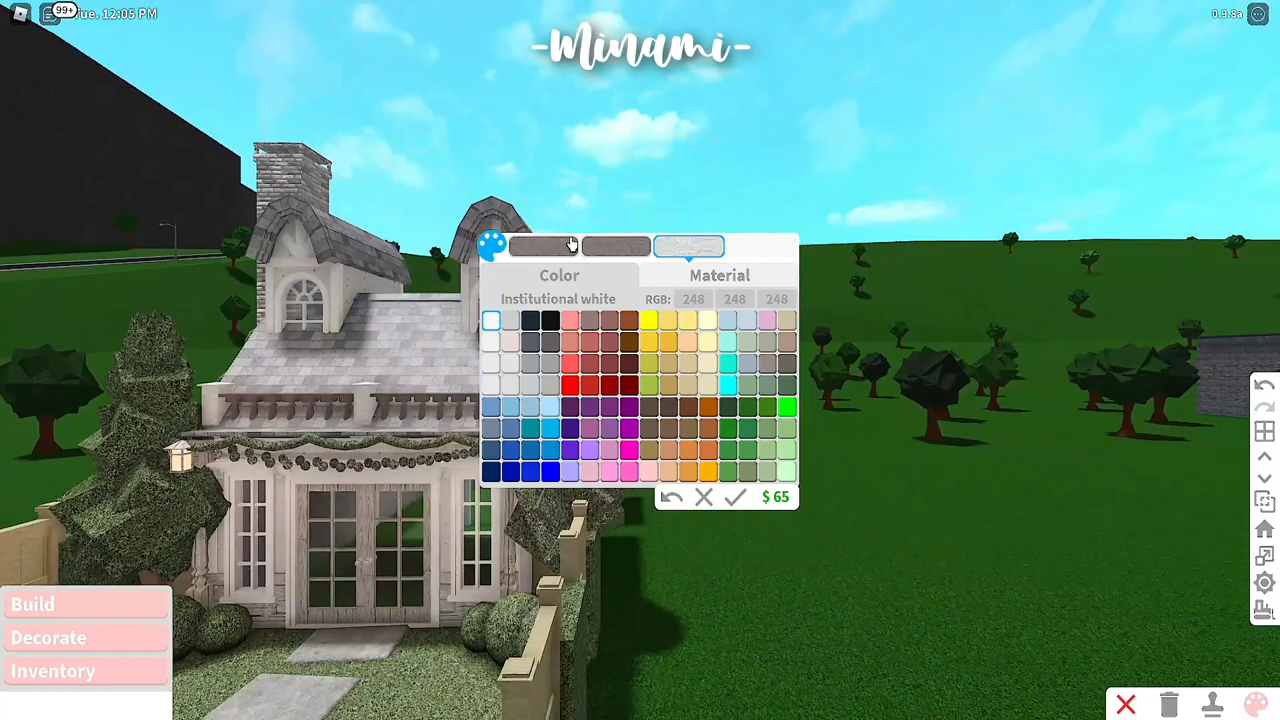 99+
Tue, 12:05 PM
0.9.8a
-Minami-
Color
Material
Institutional white
RGB: 248 248 248
$ 65
Build
Decorate
Inventory